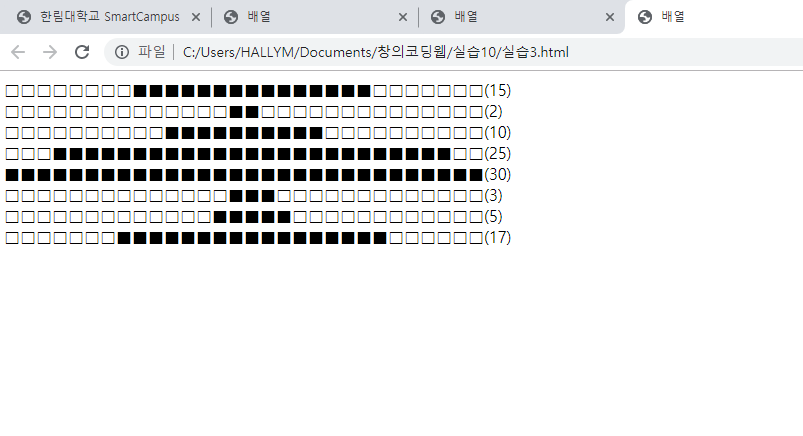 한림대학교 SmartCampus
배열
배열
배열
파일 C:/Users/HALLYM/Documents/창의코딩웹/실습10/실습3.html
□□□□□□□□■■■■■■■■■■■■■■■□□□□□□□(15)
□□□□□□□□□□□□□□■■□□□□□□□□□□□□□□(2)
□□□□□□□□□□■■■■■■■■■■□□□□□□□□□□(10)
□□□■■■■■■■■■■■■■■■■■■■■■■■■■□□(25)
■■■■■■■■■■■■■■■■■■■■■■■■■■■■■■(30)
□□□□□□□□□□□□□□■■■□□□□□□□□□□□□□(3)
□□□□□□□□□□□□□■■■■■□□□□□□□□□□□□(5)
□□□□□□□■■■■■■■■■■■■■■■■■□□□□□□(17)